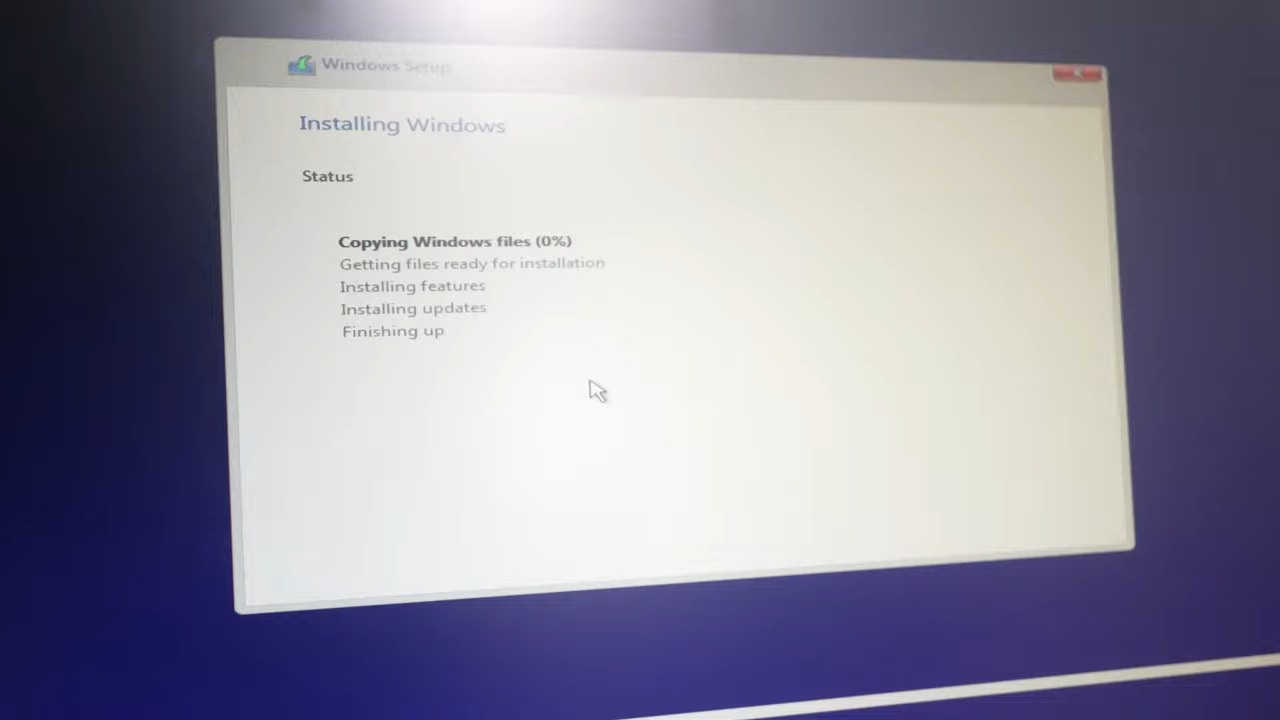 Windows Setup
Installing Windows
Status
Copying Windows files (0%)
Getting files ready for installation
Installing features
Installing updates
Finishing up